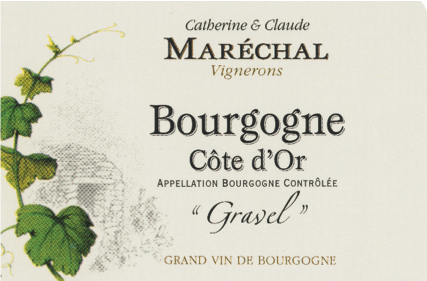 Catherine & Claude
MARÉCHAL
Vignerons
Bourgogne
Côte d'Or
APPELLATION BOURGOGNE CONTRÔLÉE
“ Gravel ”
GRAND VIN DE BOURGOGNE